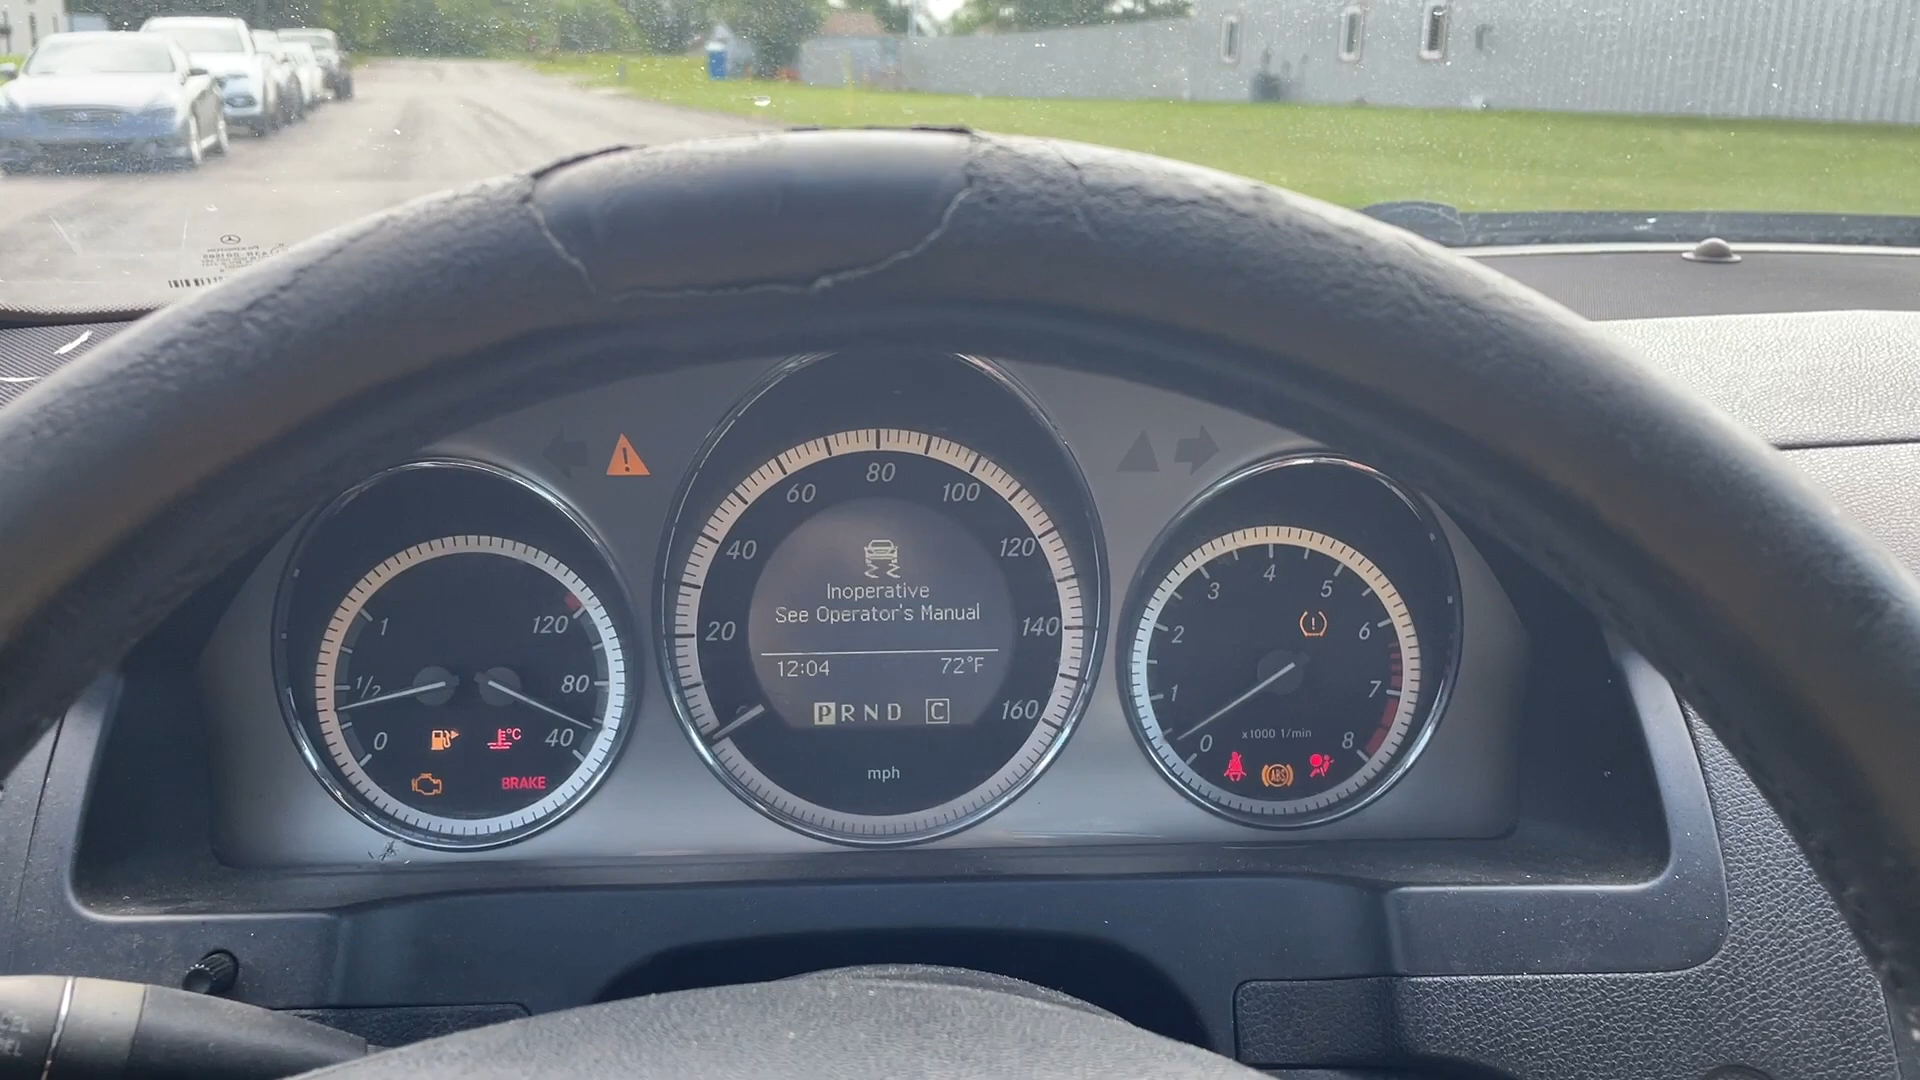 80
60 100
40 120
20 140
160
Inoperative
See Operator's Manual
12:04 72°F
P R N D C
mph
1 120
1/2 80
0 40
°C
BRAKE
4
3 5
2 6
1 7
0 8
x1000 1/min
ABS